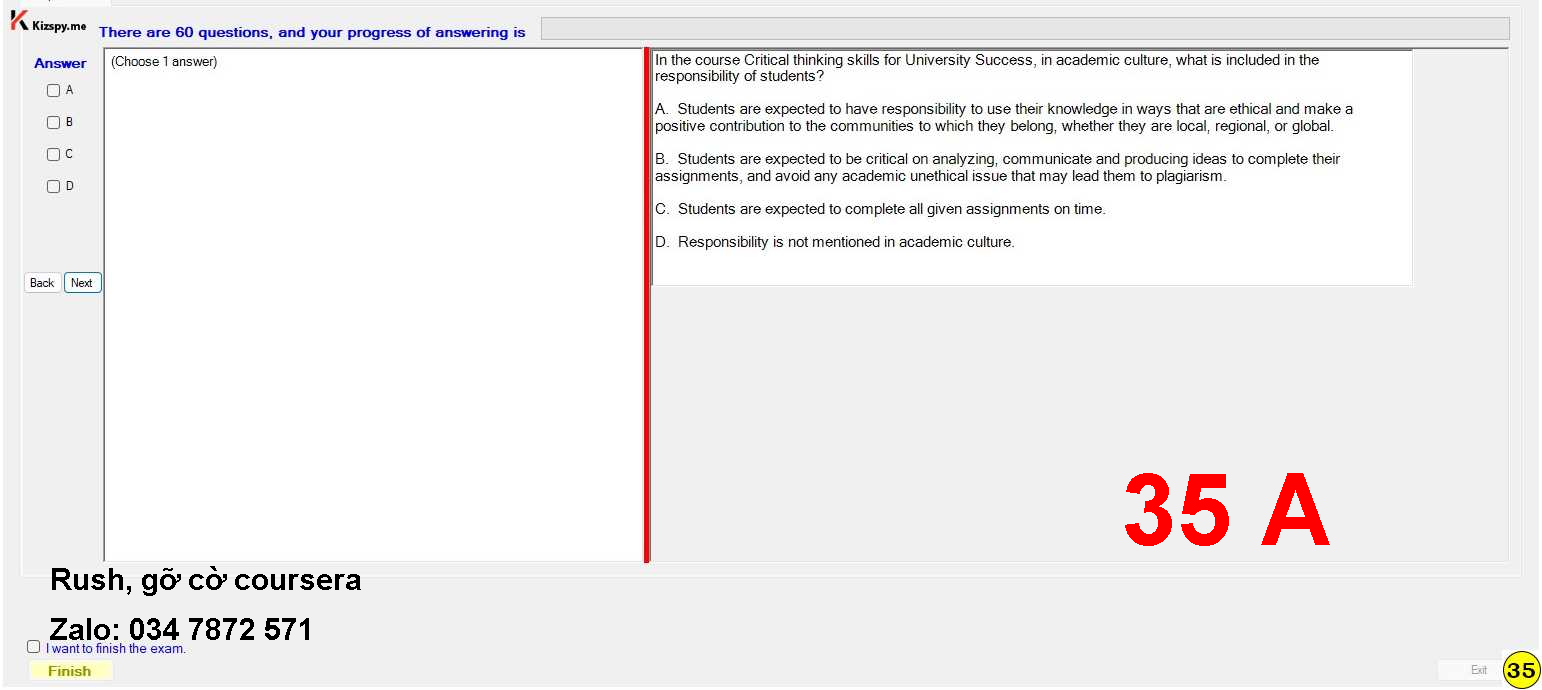 Kizspy.me
There are 60 questions, and your progress of answering is
Answer
A
B
C
D
Back Next
(Choose 1 answer)
In the course Critical thinking skills for University Success, in academic culture, what is included in the
responsibility of students?
A. Students are expected to have responsibility to use their knowledge in ways that are ethical and make a
positive contribution to the communities to which they belong, whether they are local, regional, or global.
B. Students are expected to be critical on analyzing, communicate and producing ideas to complete their
assignments, and avoid any academic unethical issue that may lead them to plagiarism.
C. Students are expected to complete all given assignments on time.
D. Responsibility is not mentioned in academic culture.
35 A
Rush, gỡ cờ coursera
Zalo: 034 7872 571
I want to finish the exam.
Finish
Exit
35